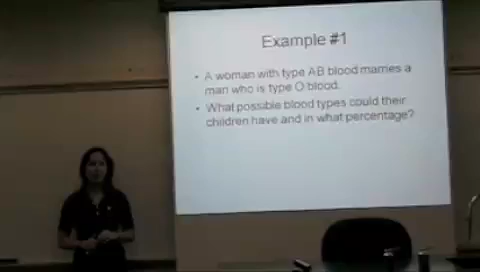 Example #1
• A woman with type AB blood marries a
man who is type O blood.
• What possible blood types could their
children have and in what percentage?